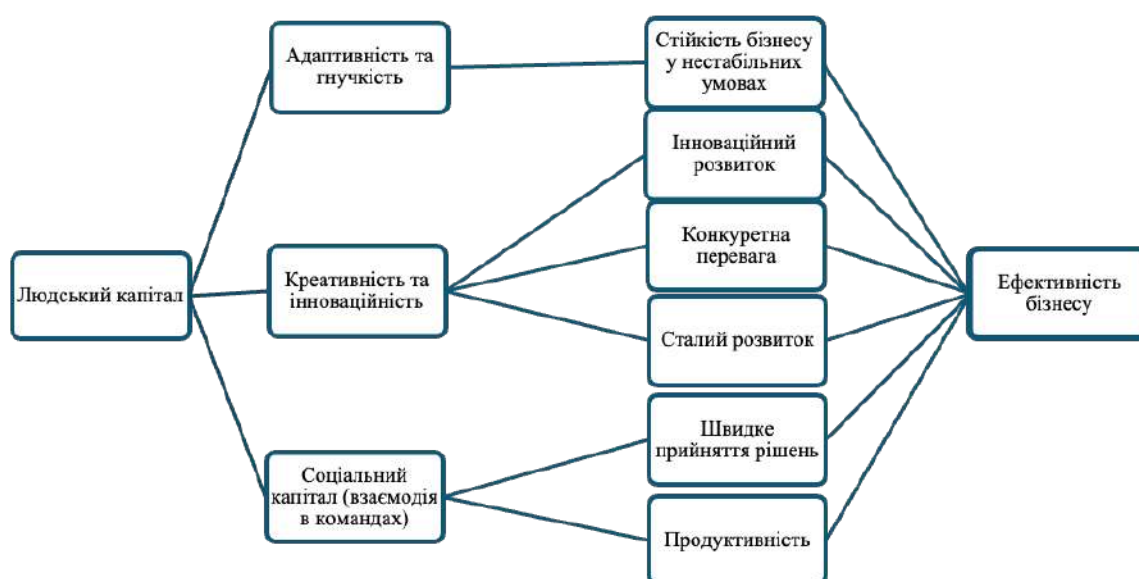 Людський капітал
Адаптивність та
гнучкість
Креативність та
інноваційність
Соціальний
капітал (взаємодія
в командах)
Стійкість бізнесу
у нестабільних
умовах
Інноваційний
розвиток
Конкуретна
перевага
Сталий розвиток
Швидке
прийняття рішень
Продуктивність
Ефективність
бізнесу